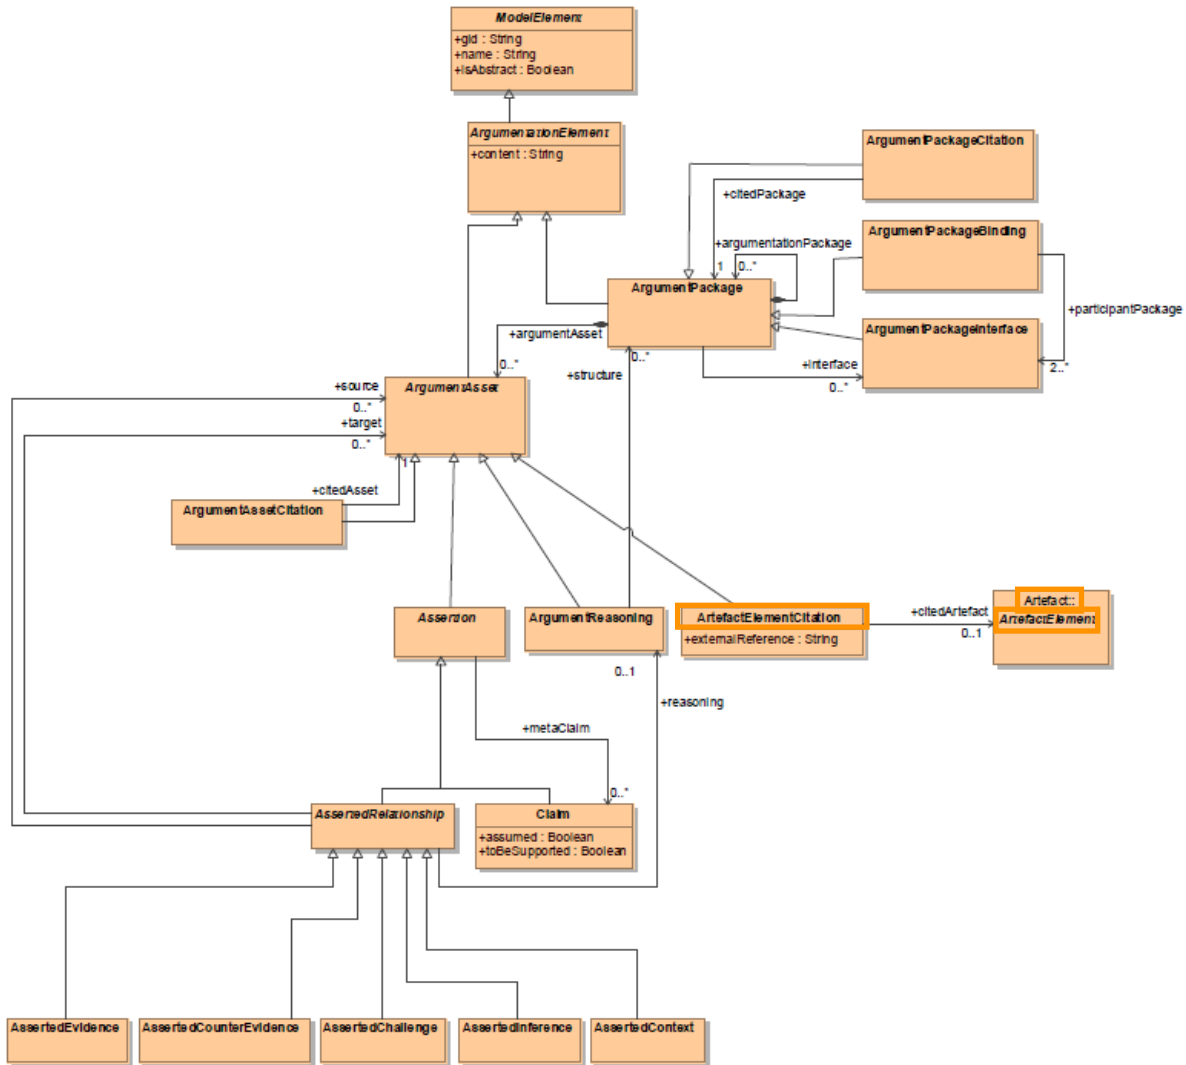 ModelElement
+gid : String
+name : String
+isAbstract : Boolean
ArgumentationElement
+content : String
ArgumentPackageCitation
+citedPackage
ArgumentPackageBinding
+argumentationPackage
1
0..*
ArgumentPackage
+participantPackage
ArgumentPackageInterface
+argumentAsset
0..*
+interface
2..*
0..*
+structure
0..*
+source
ArgumentAsset
0..*
+target
0..*
1
+citedAsset
ArgumentAssetCitation
Artefact::
+citedArtefact
Assertion
ArgumentReasoning
ArtefactElementCitation
ArtefactElement
0..1
+externalReference : String
0..1
+reasoning
+metaClaim
0..*
AssertedRelationship
Claim
+assumed : Boolean
+toBeSupported : Boolean
AssertedEvidence
AssertedCounterEvidence
AssertedChallenge
AssertedInference
AssertedContext